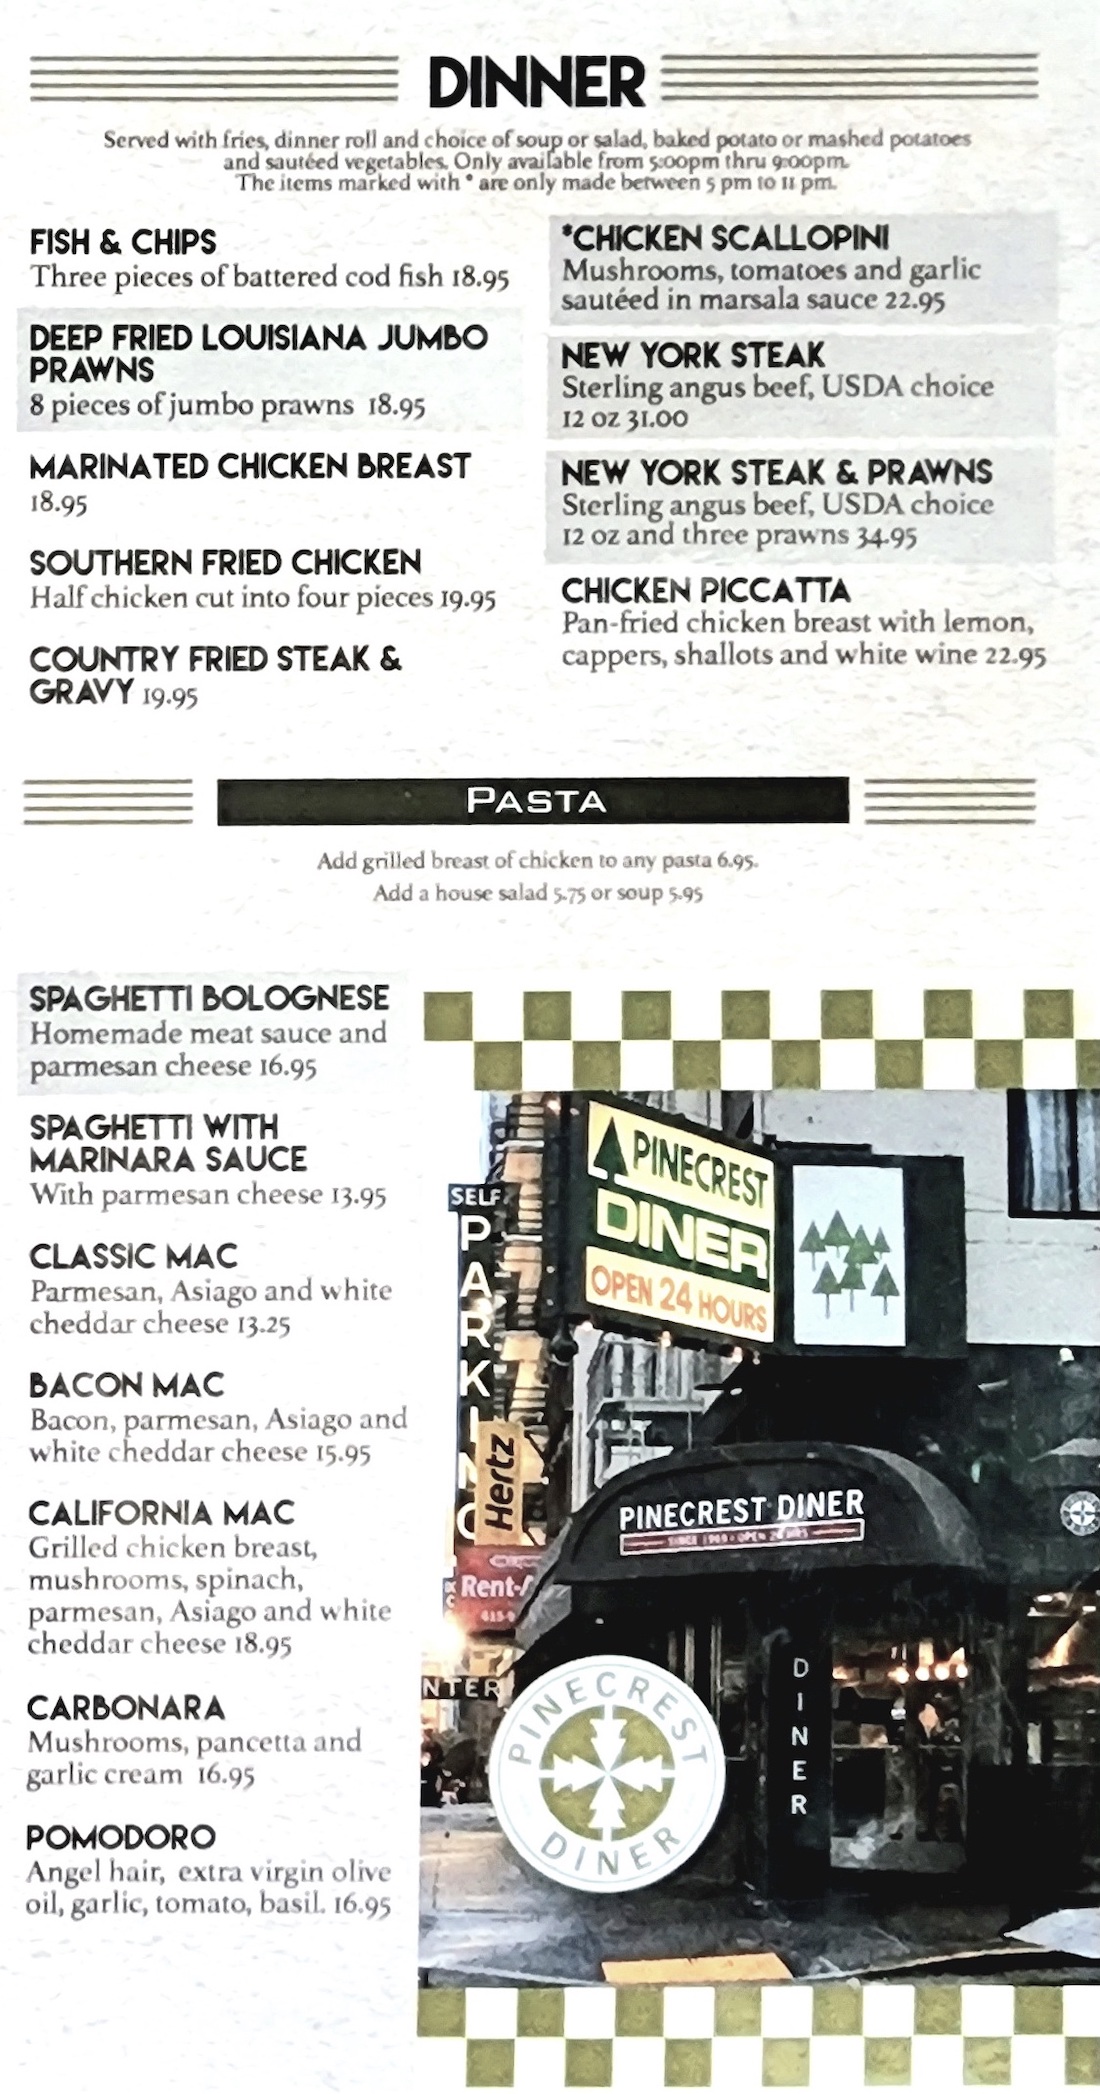 DINNER
Served with fries, dinner roll and choice of soup or salad, baked potato or mashed potatoes
and sautéed vegetables. Only available from 5:00pm thru 9:00pm.
The items marked with * are only made between 5 pm to 11 pm.
FISH & CHIPS
Three pieces of battered cod fish 18.95
DEEP FRIED LOUISIANA JUMBO
PRAWNS
8 pieces of jumbo prawns 18.95
MARINATED CHICKEN BREAST
18.95
SOUTHERN FRIED CHICKEN
Half chicken cut into four pieces 19.95
COUNTRY FRIED STEAK &
GRAVY 19.95
*CHICKEN SCALLOPINI
Mushrooms, tomatoes and garlic
sautéed in marsala sauce 22.95
NEW YORK STEAK
Sterling angus beef, USDA choice
12 oz 31.00
NEW YORK STEAK & PRAWNS
Sterling angus beef, USDA choice
12 oz and three prawns 34.95
CHICKEN PICCATTA
Pan-fried chicken breast with lemon,
cappers, shallots and white wine 22.95
PASTA
Add grilled breast of chicken to any pasta 6.95.
Add a house salad 5.75 or soup 5.95
SPAGHETTI BOLOGNESE
Homemade meat sauce and
parmesan cheese 16.95
SPAGHETTI WITH
MARINARA SAUCE
With parmesan cheese 13.95
CLASSIC MAC
Parmesan, Asiago and white
cheddar cheese 13.25
BACON MAC
Bacon, parmesan, Asiago and
white cheddar cheese 15.95
CALIFORNIA MAC
Grilled chicken breast,
mushrooms, spinach,
parmesan, Asiago and white
cheddar cheese 18.95
CARBONARA
Mushrooms, pancetta and
garlic cream 16.95
POMODORO
Angel hair, extra virgin olive
oil, garlic, tomato, basil. 16.95
PINECREST
DINER
OPEN 24 HOURS
SELF
PARKING
Hertz
Rent-A
PINECREST DINER
SINCE 1969 · OPEN 24 HRS
NTER
DINER
PINECREST
DINER